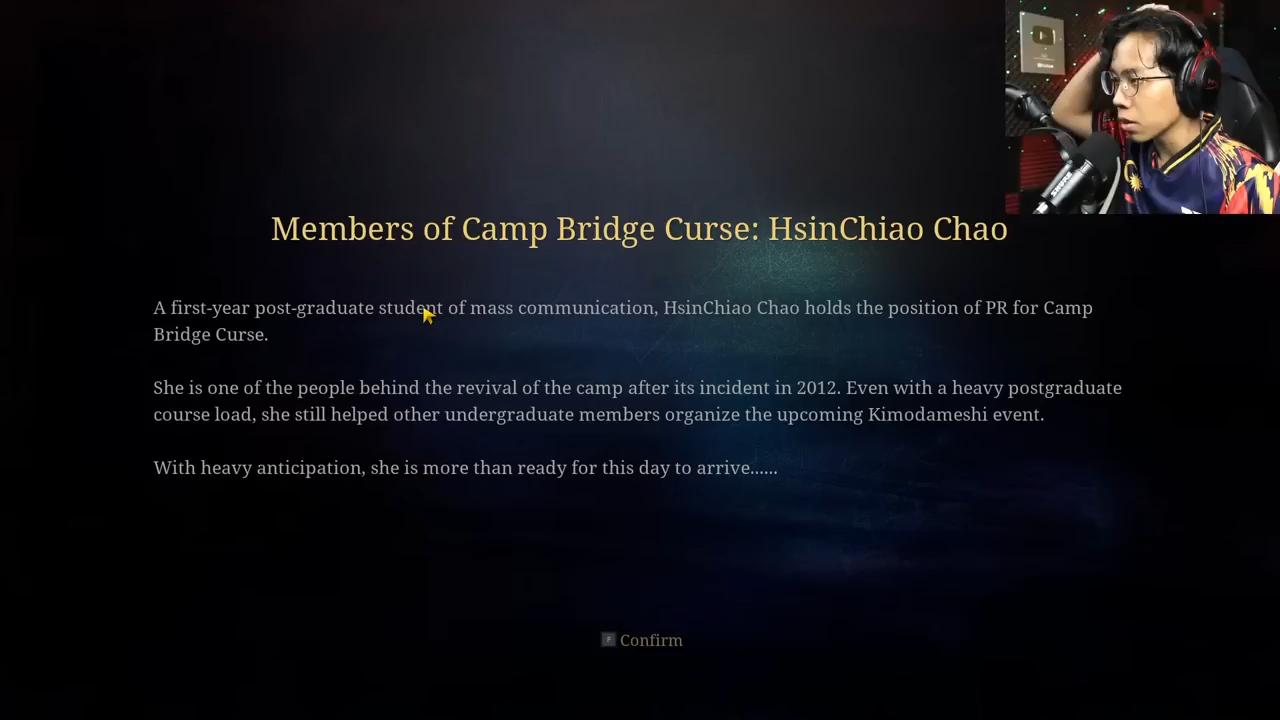 Members of Camp Bridge Curse: HsinChiao Chao
A first-year post-graduate student of mass communication, HsinChiao Chao holds the position of PR for Camp
Bridge Curse.
She is one of the people behind the revival of the camp after its incident in 2012. Even with a heavy postgraduate
course load, she still helped other undergraduate members organize the upcoming Kimodameshi event.
With heavy anticipation, she is more than ready for this day to arrive......
F Confirm
SHURE